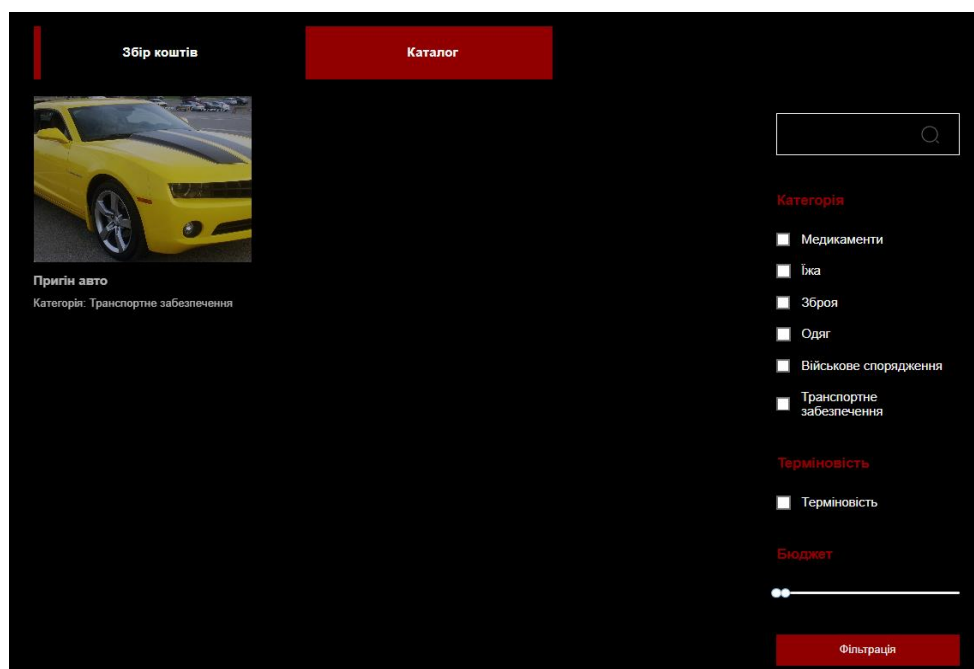 Збір коштів
Каталог
Пригін авто
Категорія: Транспортне забезпечення
Категорія
Медикаменти
Їжа
Зброя
Одяг
Військове спорядження
Транспортне
забезпечення
Терміновість
Терміновість
Бюджет
Фільтрація